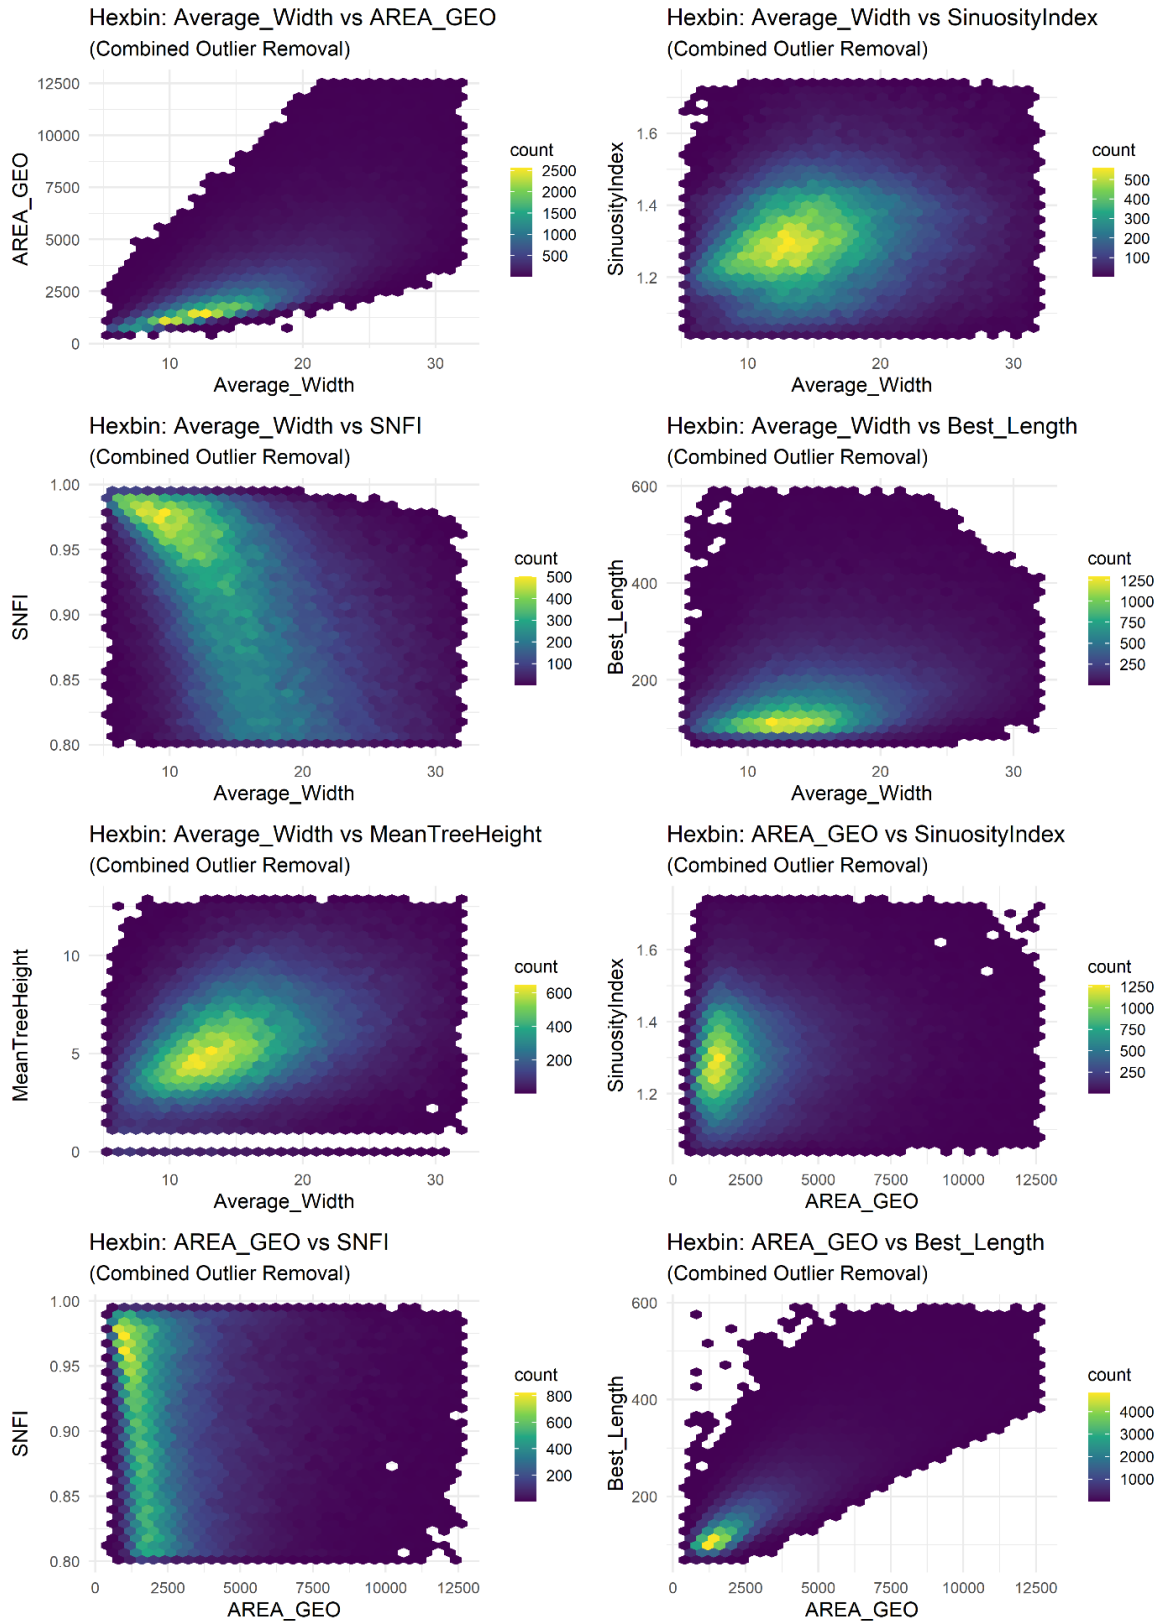 Hexbin: Average_Width vs AREA_GEO
(Combined Outlier Removal)
12500
10000
7500
5000
2500
0
AREA_GEO
10 20 30
Average_Width
count
2500
2000
1500
1000
500
Hexbin: Average_Width vs SinuosityIndex
(Combined Outlier Removal)
1.6
1.4
1.2
SinuosityIndex
10 20 30
Average_Width
count
500
400
300
200
100
Hexbin: Average_Width vs SNFI
(Combined Outlier Removal)
1.00
0.95
0.90
0.85
0.80
SNFI
10 20 30
Average_Width
count
500
400
300
200
100
Hexbin: Average_Width vs Best_Length
(Combined Outlier Removal)
600
400
200
Best_Length
10 20 30
Average_Width
count
1250
1000
750
500
250
Hexbin: Average_Width vs MeanTreeHeight
(Combined Outlier Removal)
10
5
0
MeanTreeHeight
10 20 30
Average_Width
count
600
400
200
Hexbin: AREA_GEO vs SinuosityIndex
(Combined Outlier Removal)
1.6
1.4
1.2
SinuosityIndex
0 2500 5000 7500 10000 12500
AREA_GEO
count
1250
1000
750
500
250
Hexbin: AREA_GEO vs SNFI
(Combined Outlier Removal)
1.00
0.95
0.90
0.85
0.80
SNFI
0 2500 5000 7500 10000 12500
AREA_GEO
count
800
600
400
200
Hexbin: AREA_GEO vs Best_Length
(Combined Outlier Removal)
600
400
200
Best_Length
0 2500 5000 7500 10000 12500
AREA_GEO
count
4000
3000
2000
1000